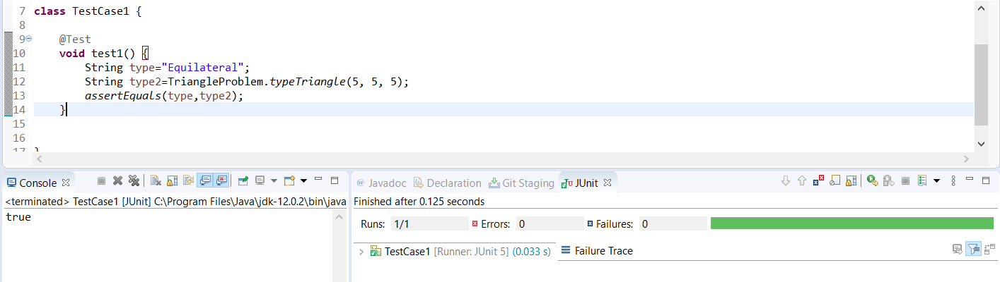 7 class TestCase1 {
8
9 @Test
10 void test1() {
11 String type="Equilateral";
12 String type2=TriangleProblem.typeTriangle(5, 5, 5);
13 assertEquals(type,type2);
14 }
15
16
17 }
Console
<terminated> TestCase1 [JUnit] C:\Program Files\Java\jdk-12.0.2\bin\java
true
@ Javadoc Declaration Git Staging JUnit
Finished after 0.125 seconds
Runs: 1/1 Errors: 0 Failures: 0
TestCase1 [Runner: JUnit 5] (0.033 s) Failure Trace